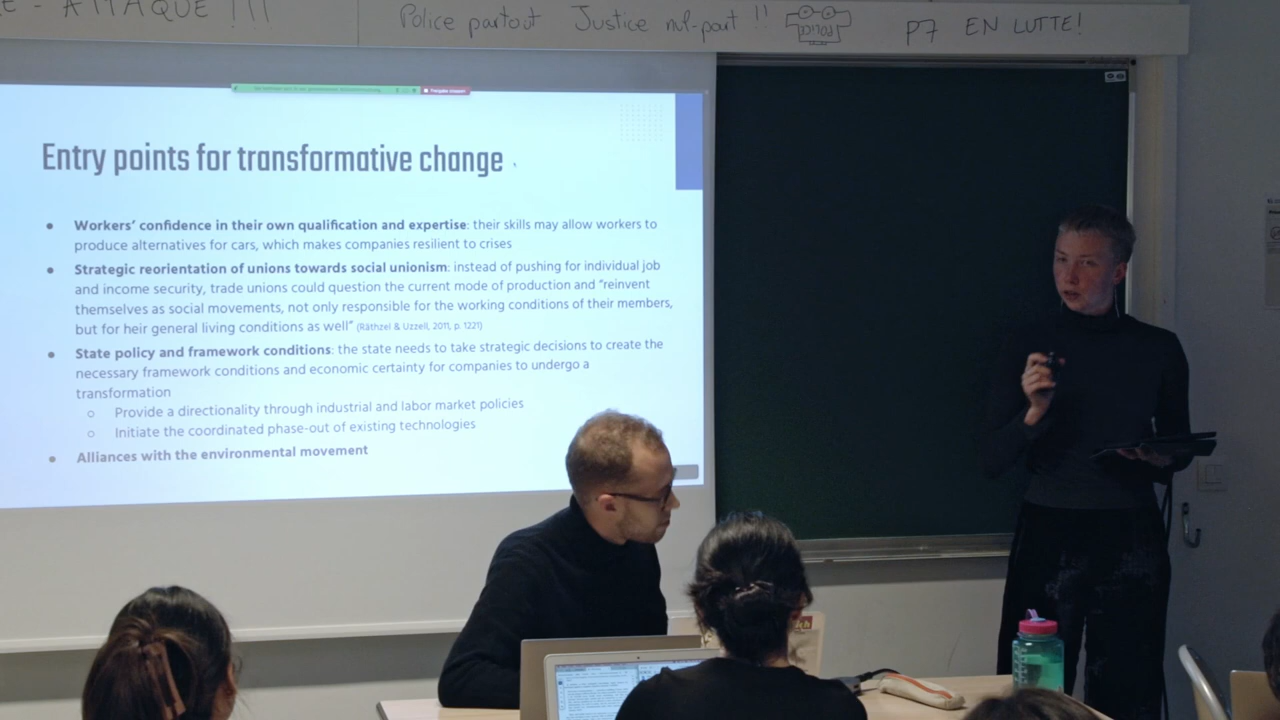 E - ATTAQUE !!!
Police partout Justice nul-part !!
POLICE
P7 EN LUTTE!
Entry points for transformative change
● Workers' confidence in their own qualification and expertise: their skills may allow workers to
produce alternatives for cars, which makes companies resilient to crises
● Strategic reorientation of unions towards social unionism: instead of pushing for individual job
and income security, trade unions could question the current mode of production and "reinvent
themselves as social movements, not only responsible for the working conditions of their members,
but for heir general living conditions as well" (Räthzel & Uzzell, 2011, p. 1221)
● State policy and framework conditions: the state needs to take strategic decisions to create the
necessary framework conditions and economic certainty for companies to undergo a
transformation
○ Provide a directionality through industrial and labor market policies
○ Initiate the coordinated phase-out of existing technologies
● Alliances with the environmental movement